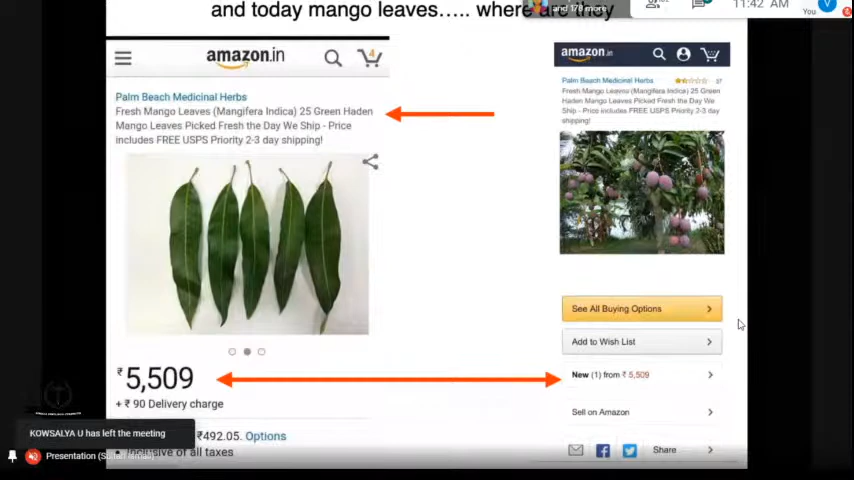 and today mango leaves..... where are they
and 178 more
11:42 AM
You
amazon.in
4
Palm Beach Medicinal Herbs
Fresh Mango Leaves (Mangifera Indica) 25 Green Haden
Mango Leaves Picked Fresh the Day We Ship - Price
includes FREE USPS Priority 2-3 day shipping!
₹5,509
+ ₹ 90 Delivery charge
₹492.05. Options
Inclusive of all taxes
amazon.in
Palm Beach Medicinal Herbs
Fresh Mango Leaves (Mangifera Indica) 25 Green
Haden Mango Leaves Picked Fresh the Day We
Ship - Price includes FREE USPS Priority 2-3 day
shipping!
See All Buying Options
Add to Wish List
New (1) from ₹ 5,509
Sell on Amazon
Share
KOWSALYA U has left the meeting
Presentation